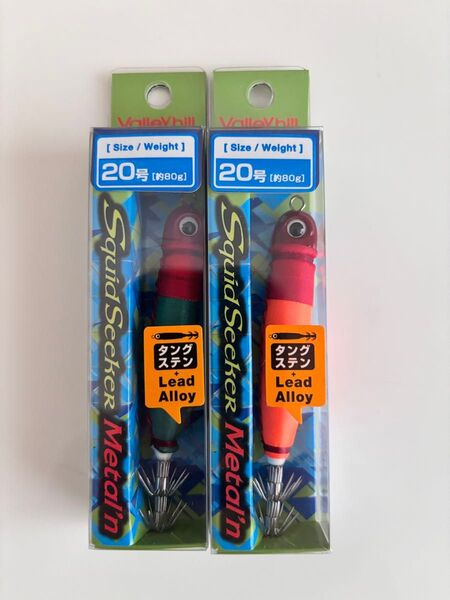 Valleyhill
[ Size / Weight ]
20号 [約80g]
Squid Seeker Metal'n
タング
ステン
+
Lead
Alloy
Valleyhill
[ Size / Weight ]
20号 [約80g]
Squid Seeker Metal'n
タング
ステン
+
Lead
Alloy